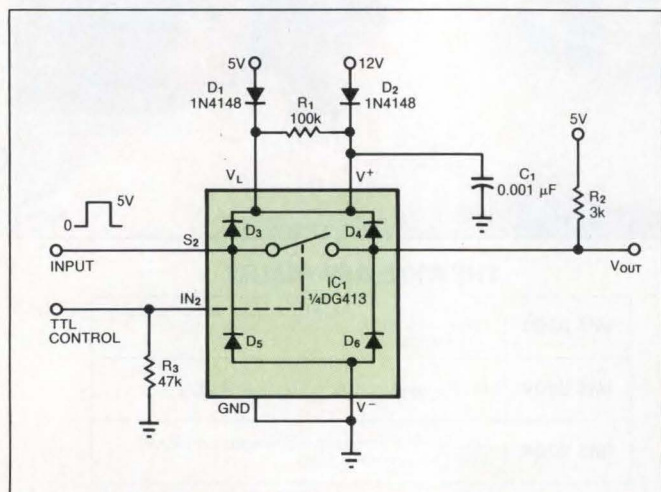 5V
12V
5V
D1
1N4148
D2
1N4148
R1
100k
VL
V+
C1
0.001 µF
R2
3k
5V
0
D3
D4
S2
INPUT
IC1
¼DG413
VOUT
IN2
TTL
CONTROL
D5
D6
R3
47k
GND
V−